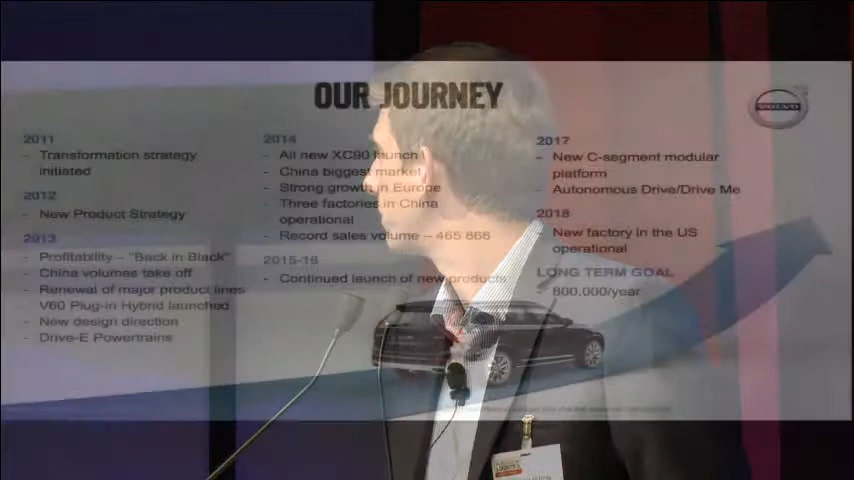 OUR JOURNEY
VOLVO
2011
- Transformation strategy
initiated
2012
- New Product Strategy
2013
- Profitability – "Back in Black"
- China volumes take off
- Renewal of major product lines
V60 Plug-in Hybrid launched
- New design direction
- Drive-E Powertrains
2014
- All new XC90 launch
- China biggest market
- Strong growth in Europe
- Three factories in China
operational
- Record sales volume – 465 866
2015-16
- Continued launch of new products
2017
- New C-segment modular
platform
- Autonomous Drive/Drive Me
2018
- New factory in the US
operational
LONG TERM GOAL
- 800.000/year